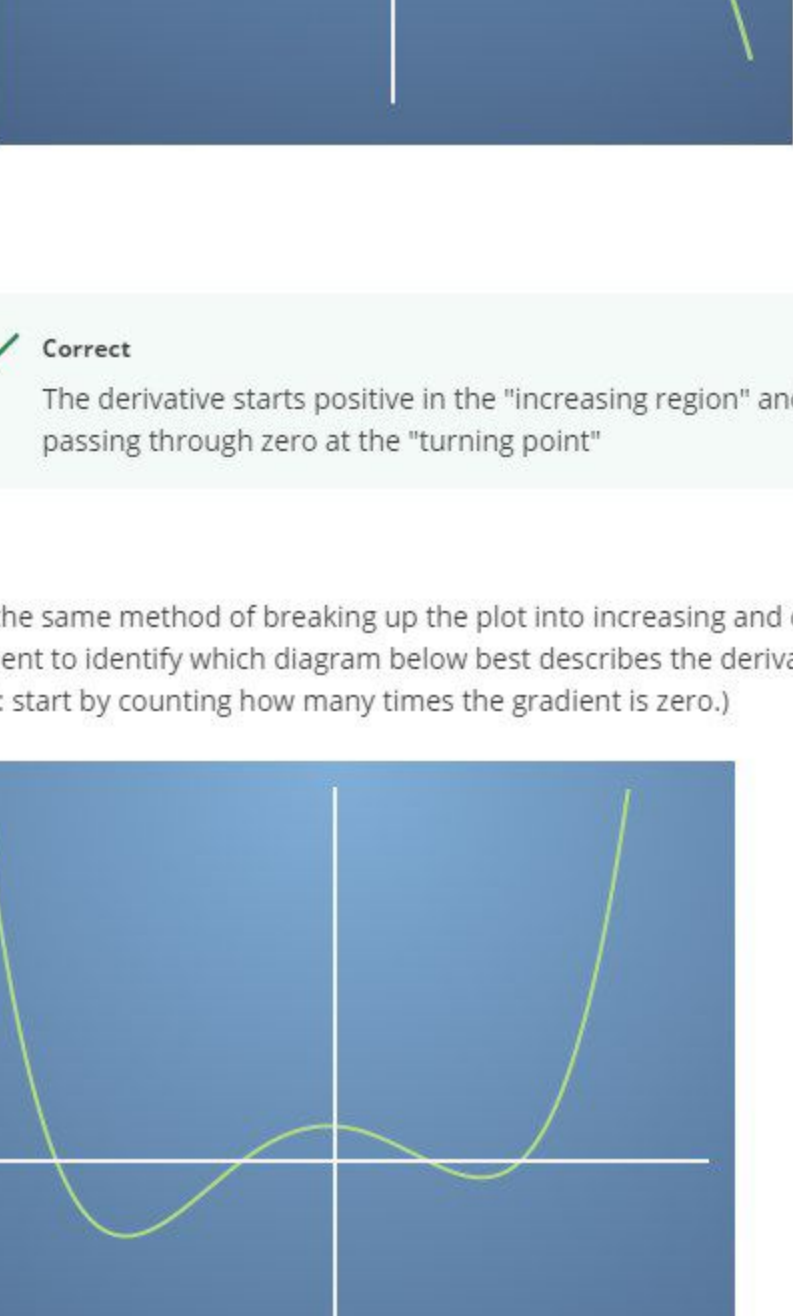 Correct
The derivative starts positive in the "increasing region" and
passing through zero at the "turning point"
the same method of breaking up the plot into increasing and
ent to identify which diagram below best describes the deriva
: start by counting how many times the gradient is zero.)